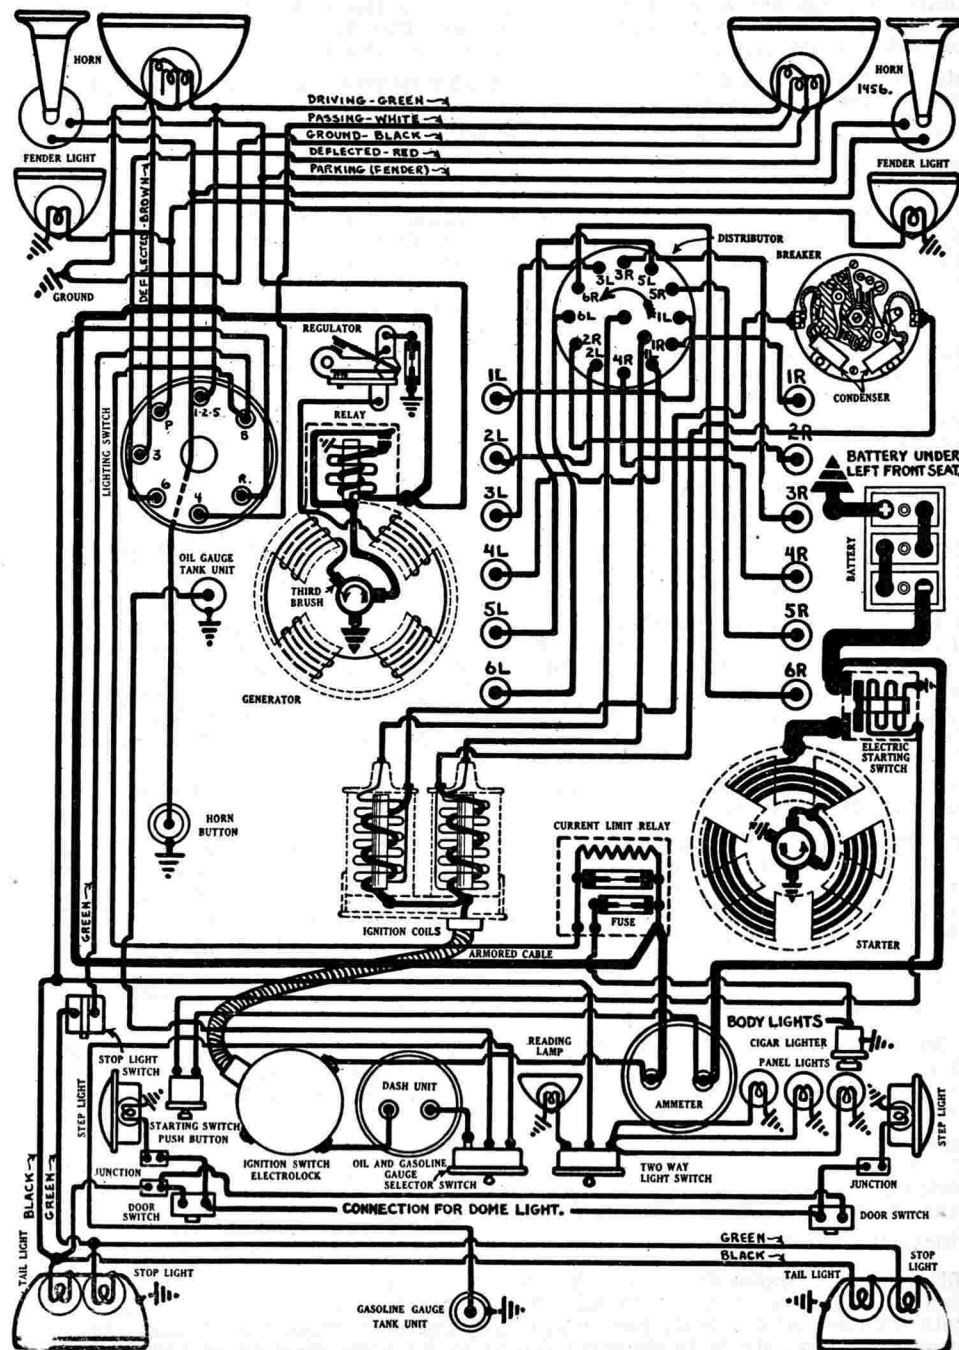 HORN
HORN
1456.
DRIVING-GREEN
PASSING-WHITE
GROUND-BLACK
DEFLECTED-RED
PARKING (FENDER)
FENDER LIGHT
FENDER LIGHT
DEFLECTED-BROWN
GROUND
DISTRIBUTOR
BREAKER
3L
3R
5L
6R
5R
6L
1L
2R
2L
4R
1R
4L
REGULATOR
RELAY
CONDENSER
LIGHTING SWITCH
P
1-2-5
B
3
6
4
R.
1L
1R
2L
2R
3L
3R
4L
4R
5L
5R
6L
6R
BATTERY UNDER
LEFT FRONT SEAT.
BATTERY
OIL GAUGE
TANK UNIT
THIRD
BRUSH
GENERATOR
ELECTRIC
STARTING
SWITCH
HORN
BUTTON
CURRENT LIMIT RELAY
FUSE
GREEN
IGNITION COILS
ARMORED CABLE
STARTER
STOP LIGHT
SWITCH
READING
LAMP
BODY LIGHTS
CIGAR LIGHTER
PANEL LIGHTS
STEP LIGHT
STARTING SWITCH
PUSH BUTTON
DASH UNIT
AMMETER
STEP LIGHT
JUNCTION
IGNITION SWITCH
ELECTROLOCK
OIL AND GASOLINE
GAUGE
SELECTOR SWITCH
TWO WAY
LIGHT SWITCH
JUNCTION
BLACK
GREEN
DOOR
SWITCH
CONNECTION FOR DOME LIGHT.
DOOR SWITCH
GREEN
BLACK
TAIL LIGHT
STOP LIGHT
TAIL LIGHT
STOP
LIGHT
GASOLINE GAUGE
TANK UNIT